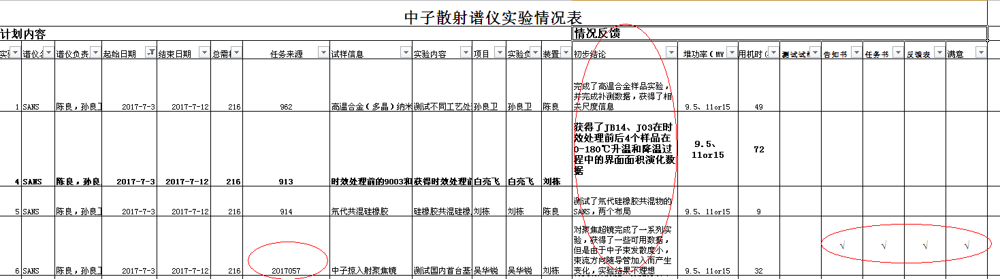 中子散射谱仪实验情况表
计划内容 情况反馈
实 谱仪名 谱仪负责 起始日期 结束日期 总需 任务来源 试样信息 实验内容 项目 实验负 装置 初步结论 堆功率(MW 用机时( 测试试 告知书 任务书 反馈表 满意
完成了高温合金样品实验,
并完成补测数据,获得了相
关尺度信息
1 SANS 陈良,孙良卫 2017-7-3 2017-7-12 216 962 高温合金(多晶)纳米 测试不同工艺处 孙良卫 孙良卫 陈良 9.5、11or15 49
获得了JB14、J03在时
效处理前后4个样品在
0-180℃升温和降温过
程中的界面面积演化数
据
9.5、
11or15
72
4 SANS 陈良,孙良 2017-7-3 2017-7-12 216 913 时效处理前的9003和 获得时效处理前 白亮飞 白亮飞 刘栋
测试了氘代硅橡胶共混物的
SANS,两个布局
5 SANS 陈良,孙良卫 2017-7-3 2017-7-12 216 914 氘代共混硅橡胶 硅橡胶共混硅橡 刘栋 刘栋 陈良 9.5、11or15 9
对聚焦超镜完成了一系列实
验,获得了一些可用数据,
但是由于中子束发散度小,
束流方向随导管加入而产生
变化,实验结果不理想
√ √ √ √
6 SANS 陈良,孙良卫 2017-7-3 2017-7-12 216 2017057 中子掠入射聚焦镜 测试国内首台基 吴华锐 吴华锐 刘栋 9.5、11or15 32